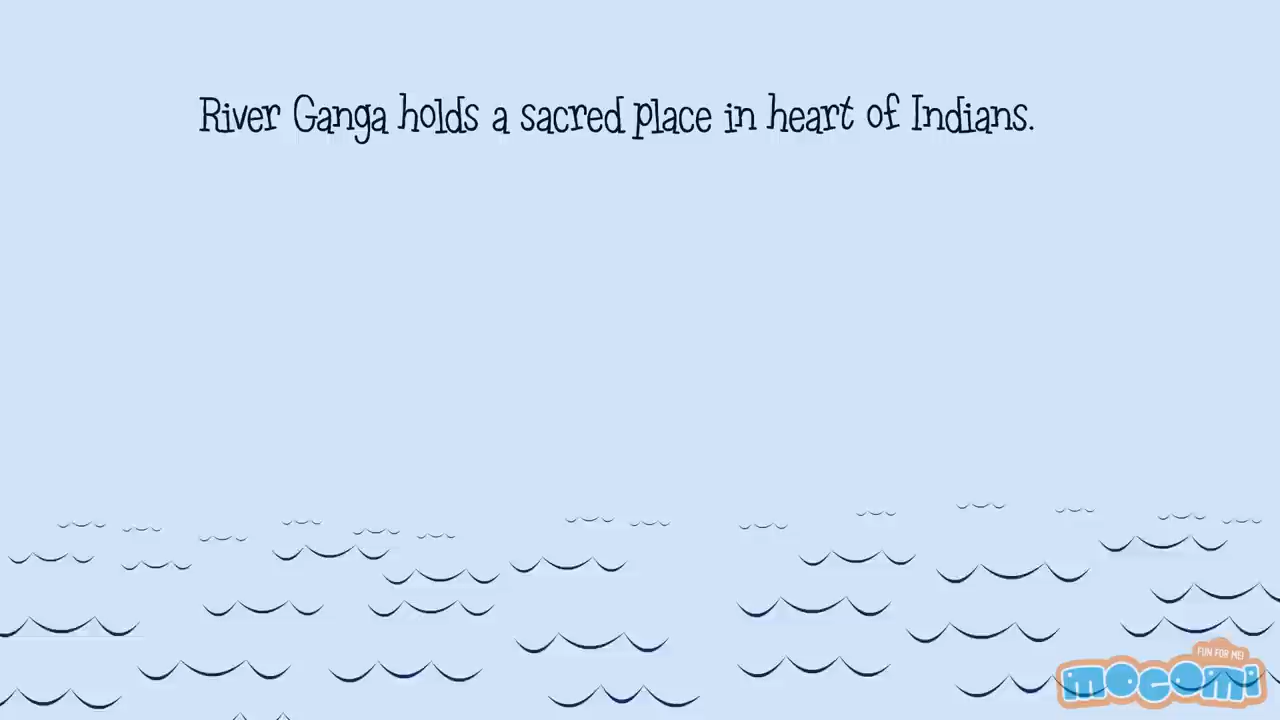 River Ganga holds a sacred place in heart of Indians.
FUN FOR ME!
mocomi